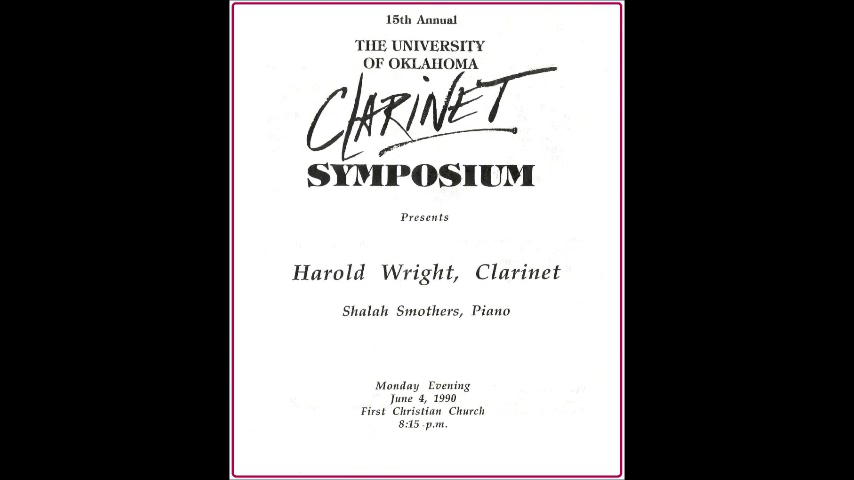 15th Annual
THE UNIVERSITY
OF OKLAHOMA
CLARINET
SYMPOSIUM
Presents
Harold Wright, Clarinet
Shalah Smothers, Piano
Monday Evening
June 4, 1990
First Christian Church
8:15 p.m.